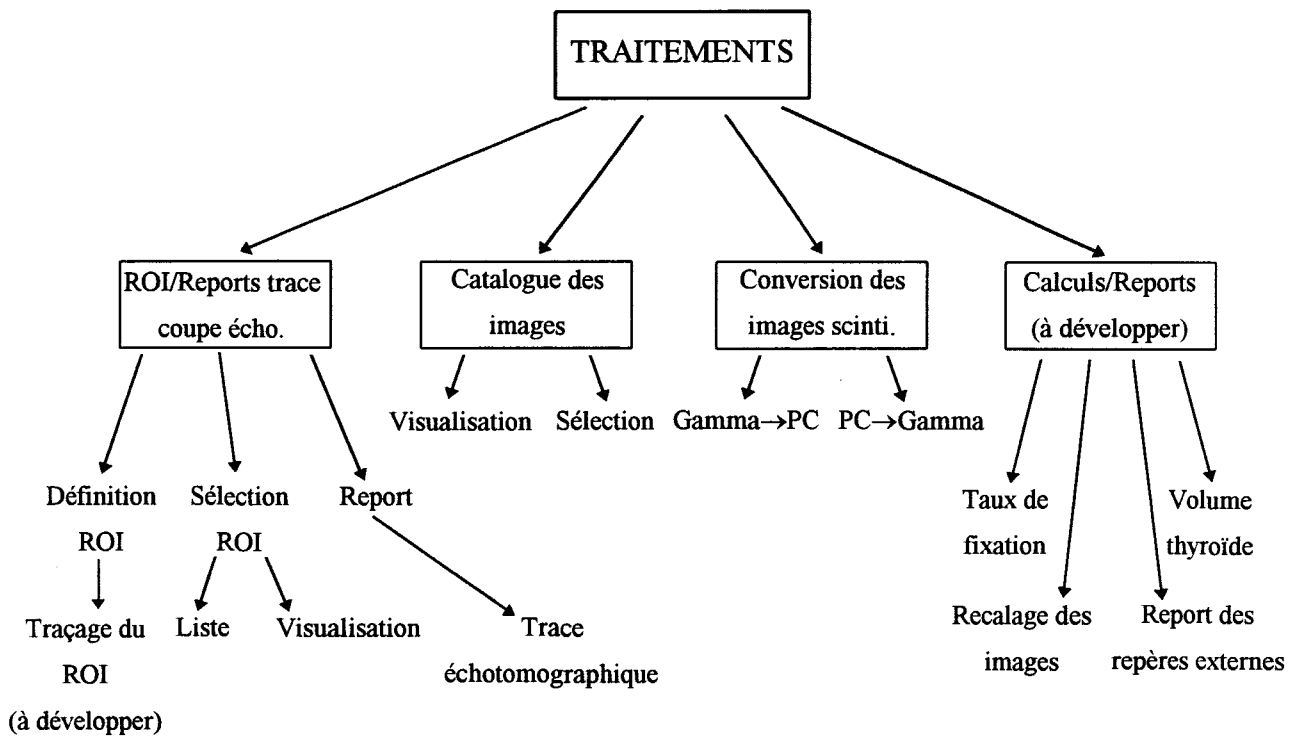 TRAITEMENTS
ROI/Reports trace
coupe écho.
Catalogue des
images
Conversion des
images scinti.
Calculs/Reports
(à développer)
Visualisation
Sélection
Gamma→PC
PC→Gamma
Définition
ROI
Sélection
ROI
Report
Taux de
fixation
Volume
thyroïde
Traçage du
ROI
(à développer)
Liste
Visualisation
Trace
échotomographique
Recalage des
images
Report des
repères externes